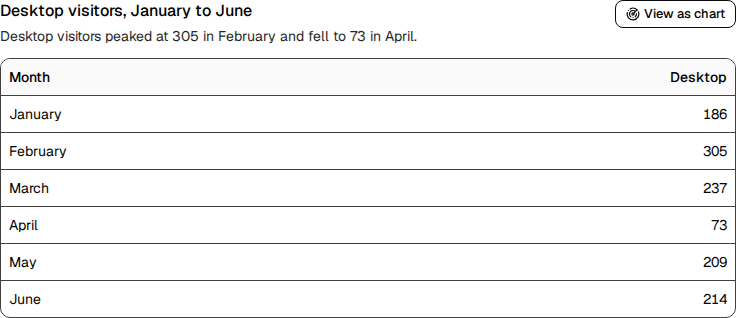 Desktop visitors, January to June
View as chart
Desktop visitors peaked at 305 in February and fell to 73 in April.
Month Desktop
January 186
February 305
March 237
April 73
May 209
June 214